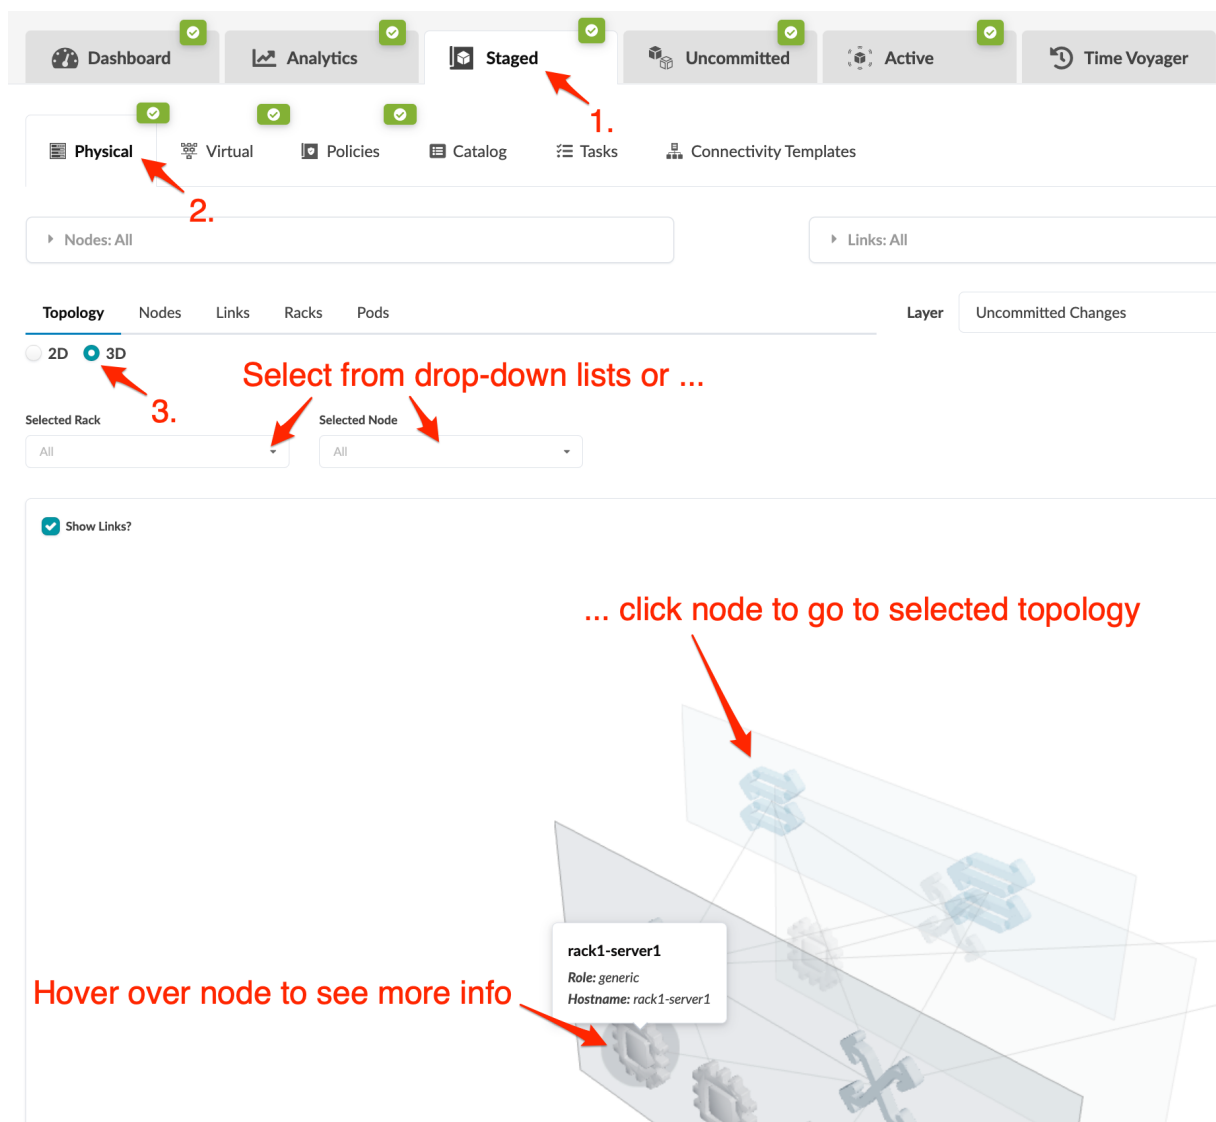 Dashboard Analytics Staged Uncommitted Active Time Voyager
1.
Physical Virtual Policies Catalog Tasks Connectivity Templates
2.
Nodes: All Links: All
Topology Nodes Links Racks Pods Layer Uncommitted Changes
2D 3D
Select from drop-down lists or ...
3.
Selected Rack Selected Node
All All
Show Links?
... click node to go to selected topology
rack1-server1
Role: generic
Hostname: rack1-server1
Hover over node to see more info